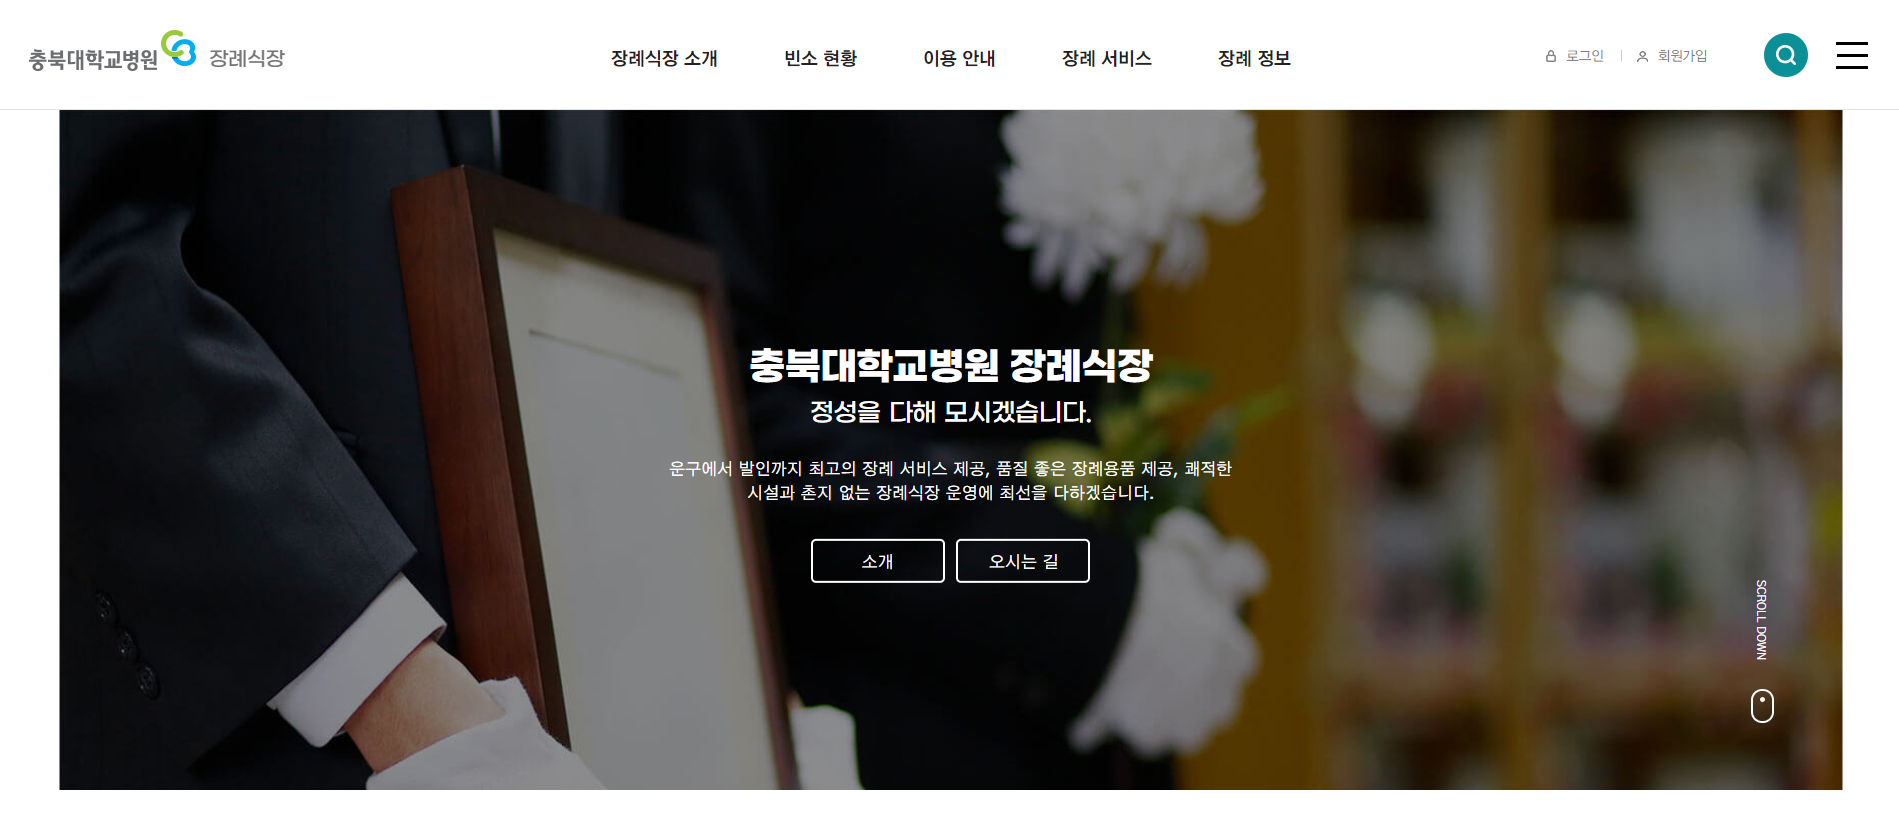 충북대학교병원 장례식장
장례식장 소개
빈소 현황
이용 안내
장례 서비스
장례 정보
로그인
회원가입
충북대학교병원 장례식장
정성을 다해 모시겠습니다.
운구에서 발인까지 최고의 장례 서비스 제공, 품질 좋은 장례용품 제공, 쾌적한
시설과 촌지 없는 장례식장 운영에 최선을 다하겠습니다.
소개
오시는 길
SCROLL DOWN